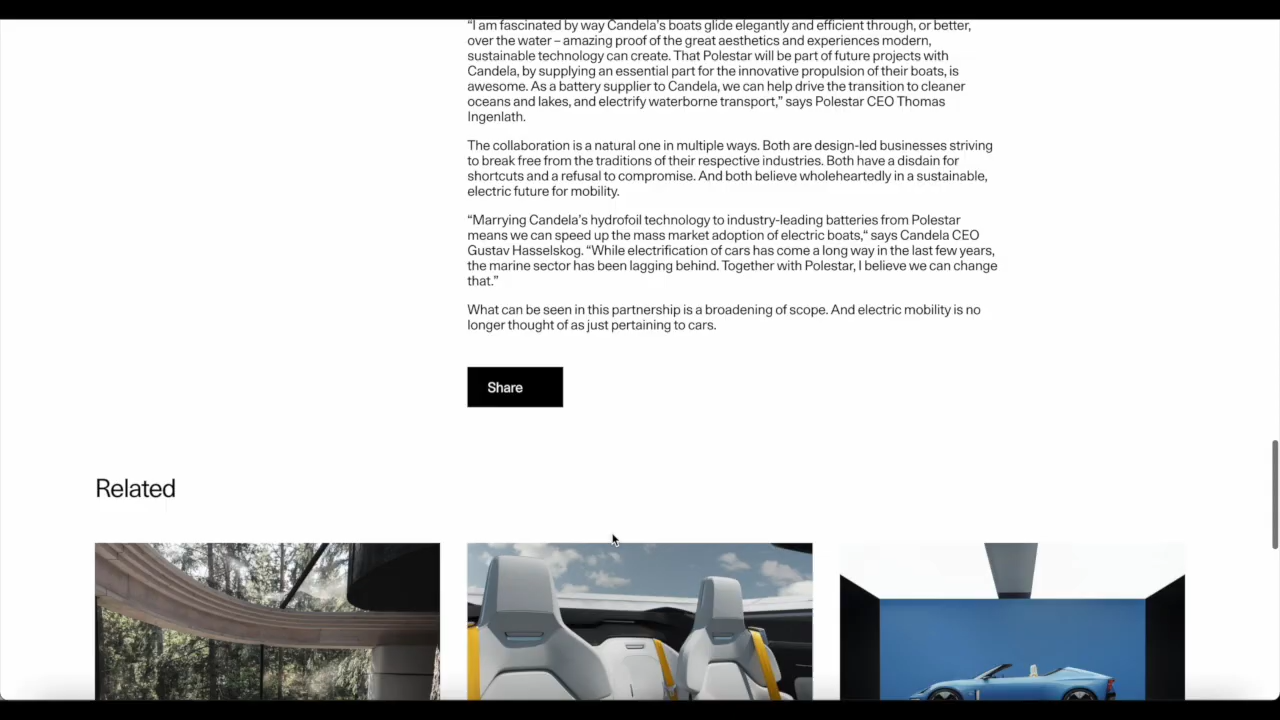 “I am fascinated by way Candela’s boats glide elegantly and efficient through, or better,
over the water – amazing proof of the great aesthetics and experiences modern,
sustainable technology can create. That Polestar will be part of future projects with
Candela, by supplying an essential part for the innovative propulsion of their boats, is
awesome. As a battery supplier to Candela, we can help drive the transition to cleaner
oceans and lakes, and electrify waterborne transport,” says Polestar CEO Thomas
Ingenlath.
The collaboration is a natural one in multiple ways. Both are design-led businesses striving
to break free from the traditions of their respective industries. Both have a disdain for
shortcuts and a refusal to compromise. And both believe wholeheartedly in a sustainable,
electric future for mobility.
“Marrying Candela’s hydrofoil technology to industry-leading batteries from Polestar
means we can speed up the mass market adoption of electric boats,“ says Candela CEO
Gustav Hasselskog. “While electrification of cars has come a long way in the last few years,
the marine sector has been lagging behind. Together with Polestar, I believe we can change
that.”
What can be seen in this partnership is a broadening of scope. And electric mobility is no
longer thought of as just pertaining to cars.
Share
Related